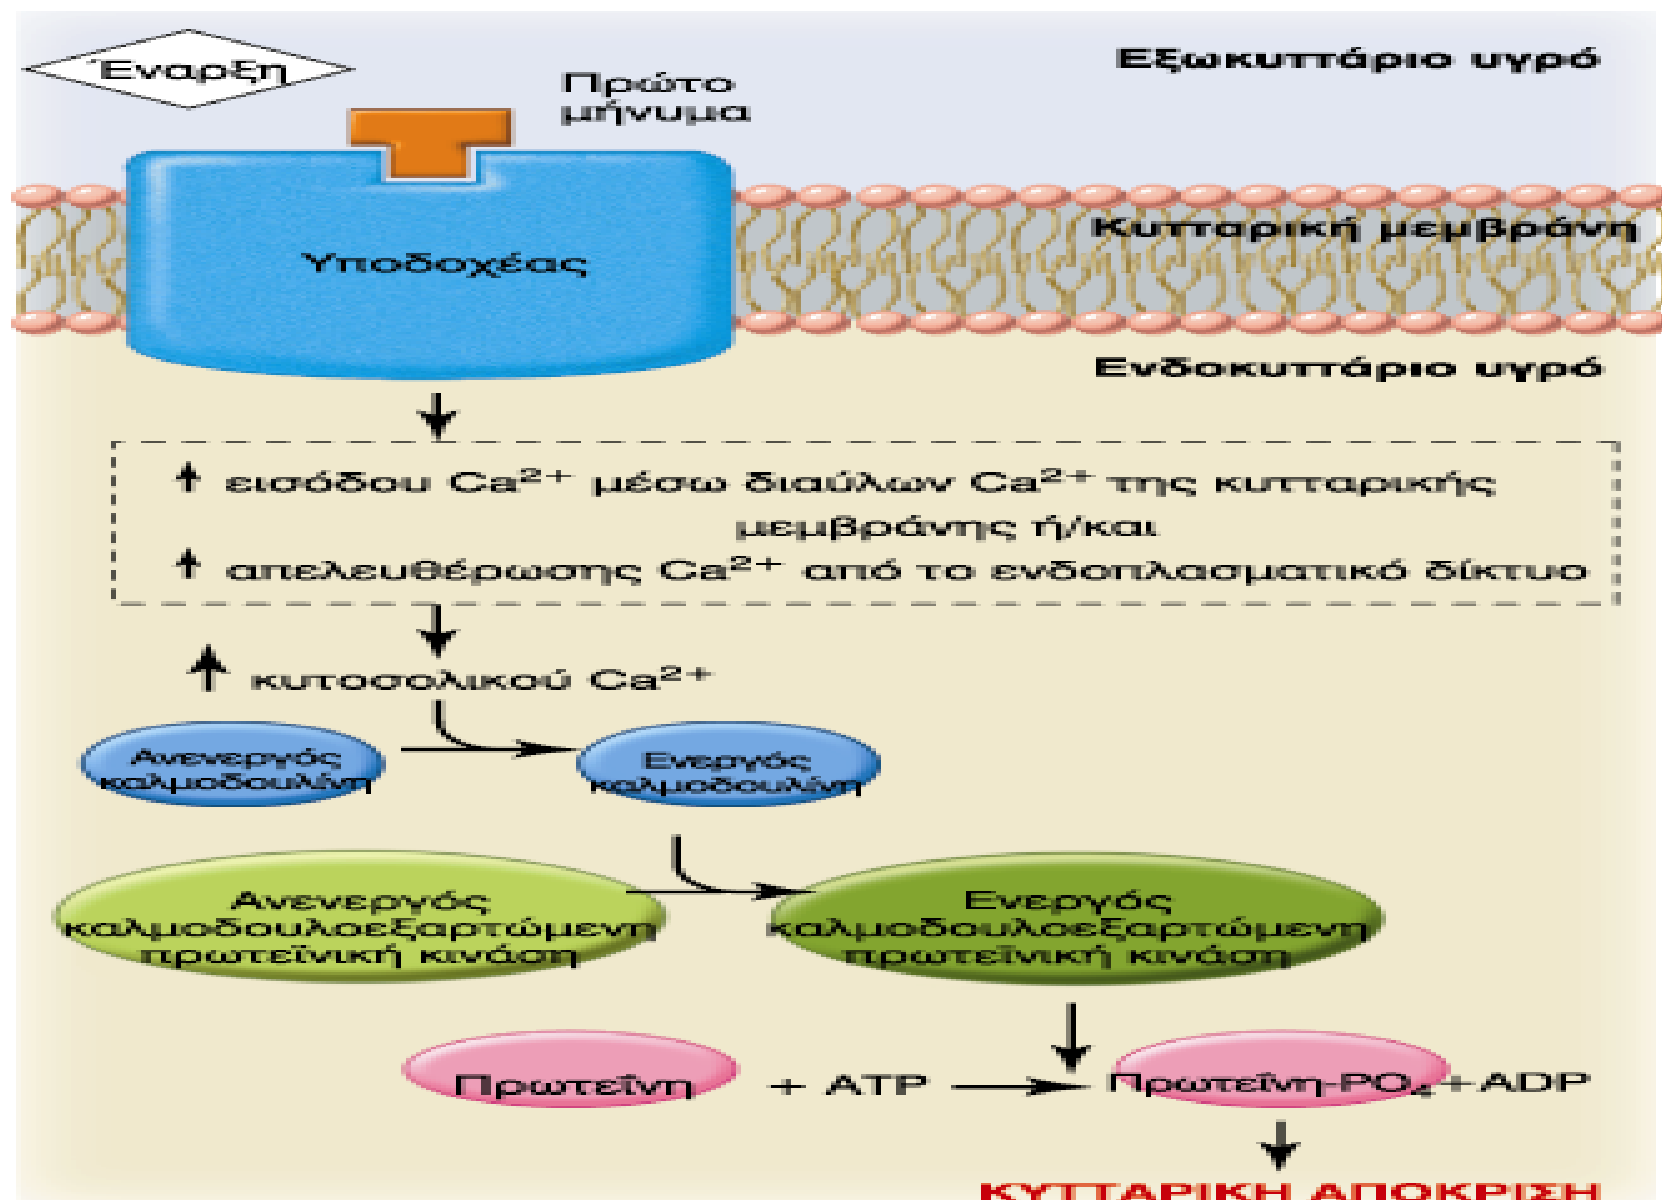 Έναρξη
Εξωκυττάριο υγρό
Πρώτο
μήνυμα
Κυτταρική μεμβράνη
Υποδοχέας
Ενδοκυττάριο υγρό
↑ εισόδου Ca²⁺ μέσω διαύλων Ca²⁺ της κυτταρικής
μεμβράνης ή/και
↑ απελευθέρωσης Ca²⁺ από το ενδοπλασματικό δίκτυο
↑ κυτοσολικού Ca²⁺
Ανενεργός
καλμοδουλίνη
Ενεργός
καλμοδουλίνη
Ανενεργός
καλμοδουλοεξαρτώμενη
πρωτεϊνική κινάση
Ενεργός
καλμοδουλοεξαρτώμενη
πρωτεϊνική κινάση
Πρωτεΐνη + ATP → Πρωτεΐνη-PO₄+ADP
ΚΥΤΤΑΡΙΚΗ ΑΠΟΚΡΙΣΗ